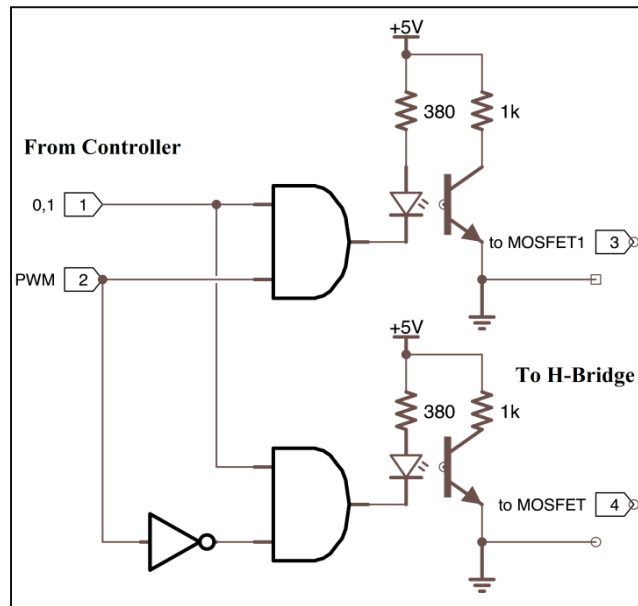 +5V
380
1k
From Controller
0,1 1
to MOSFET1 3
PWM 2
+5V
To H-Bridge
380
1k
to MOSFET 4